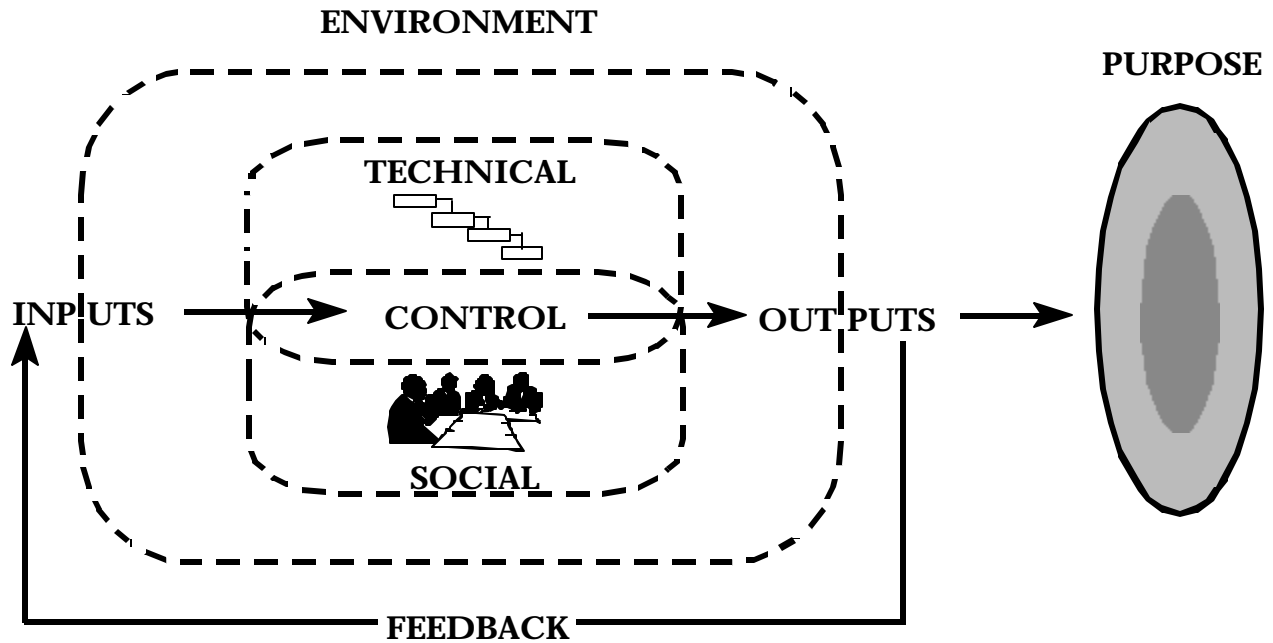 ENVIRONMENT
PURPOSE
TECHNICAL
INPUTS
CONTROL
OUTPUTS
SOCIAL
FEEDBACK